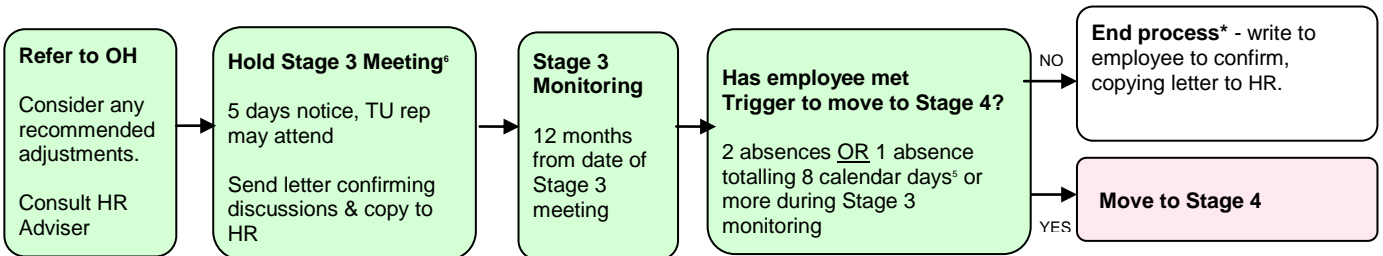 Refer to OH
Consider any
recommended
adjustments.
Consult HR
Adviser
Hold Stage 3 Meeting⁶
5 days notice, TU rep
may attend
Send letter confirming
discussions & copy to
HR
Stage 3
Monitoring
12 months
from date of
Stage 3
meeting
Has employee met
Trigger to move to Stage 4?
2 absences OR 1 absence
totalling 8 calendar days⁵ or
more during Stage 3
monitoring
NO
End process* - write to
employee to confirm,
copying letter to HR.
YES
Move to Stage 4